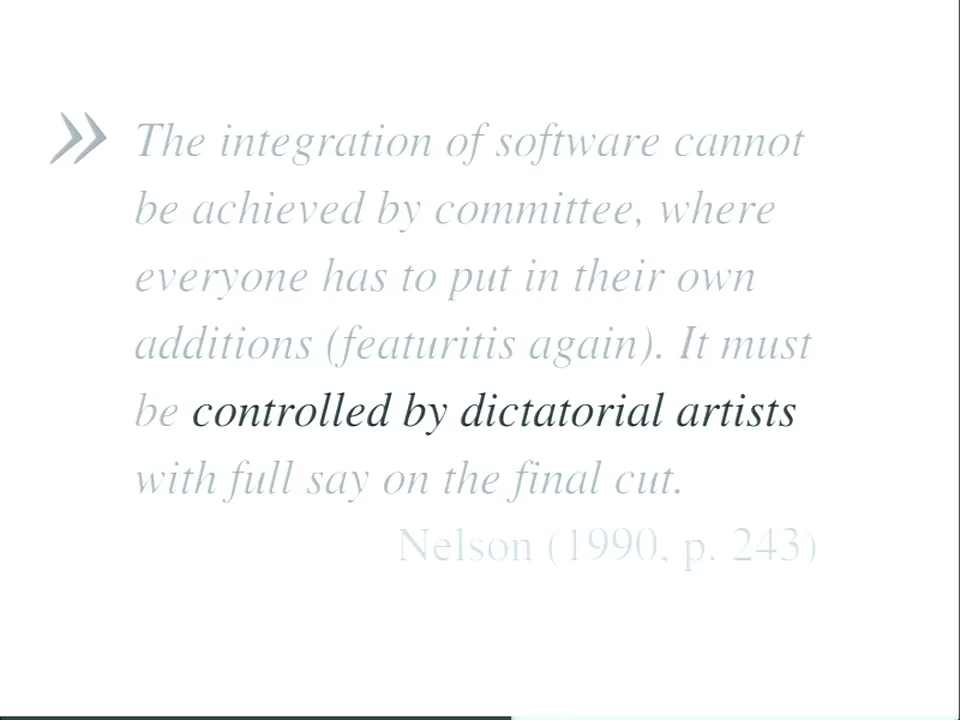 » The integration of software cannot
be achieved by committee, where
everyone has to put in their own
additions (featuritis again). It must
be controlled by dictatorial artists
with full say on the final cut.
Nelson (1990, p. 243)